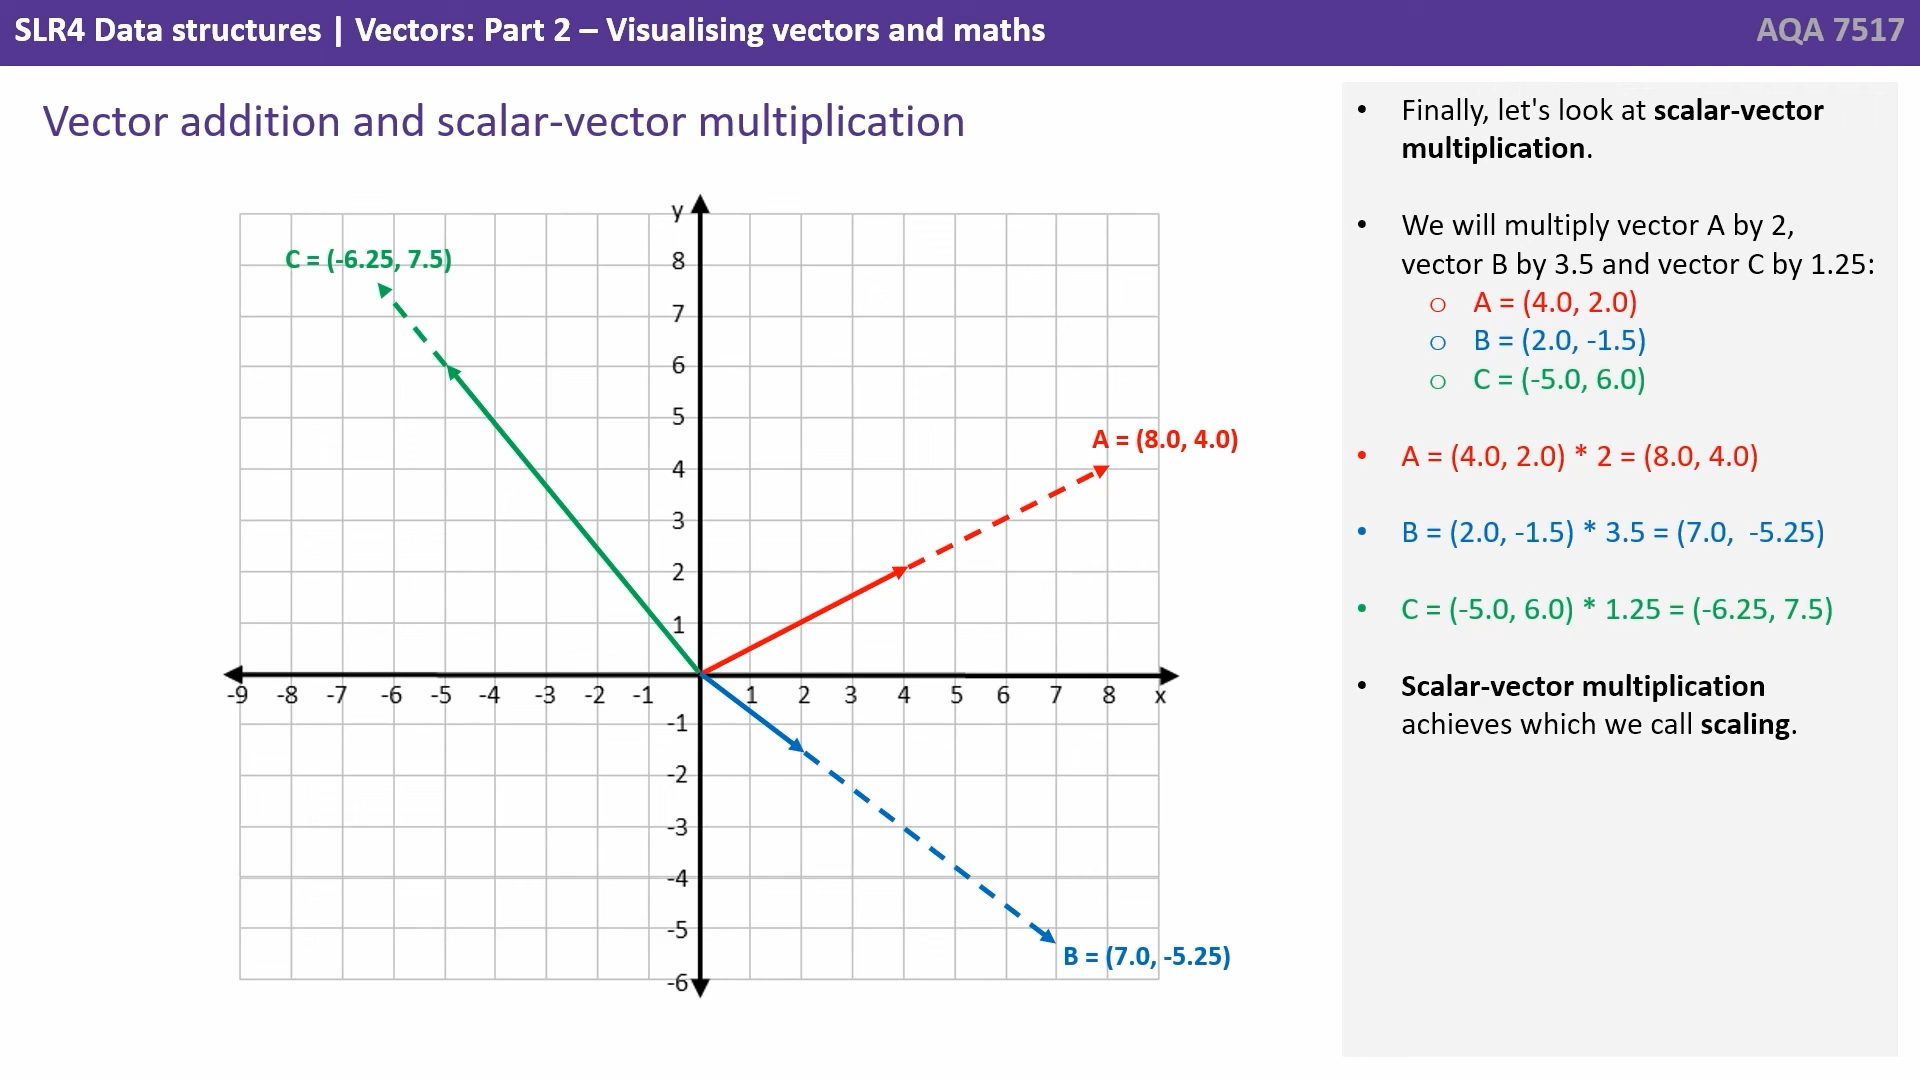 SLR4 Data structures | Vectors: Part 2 – Visualising vectors and maths
AQA 7517
Vector addition and scalar-vector multiplication
y
C = (-6.25, 7.5)
8
7
6
5
A = (8.0, 4.0)
4
3
2
1
-9 -8 -7 -6 -5 -4 -3 -2 -1 1 2 3 4 5 6 7 8 x
-1
-2
-3
-4
-5
B = (7.0, -5.25)
-6
• Finally, let's look at scalar-vector
multiplication.
• We will multiply vector A by 2,
vector B by 3.5 and vector C by 1.25:
o A = (4.0, 2.0)
o B = (2.0, -1.5)
o C = (-5.0, 6.0)
• A = (4.0, 2.0) * 2 = (8.0, 4.0)
• B = (2.0, -1.5) * 3.5 = (7.0, -5.25)
• C = (-5.0, 6.0) * 1.25 = (-6.25, 7.5)
• Scalar-vector multiplication
achieves which we call scaling.